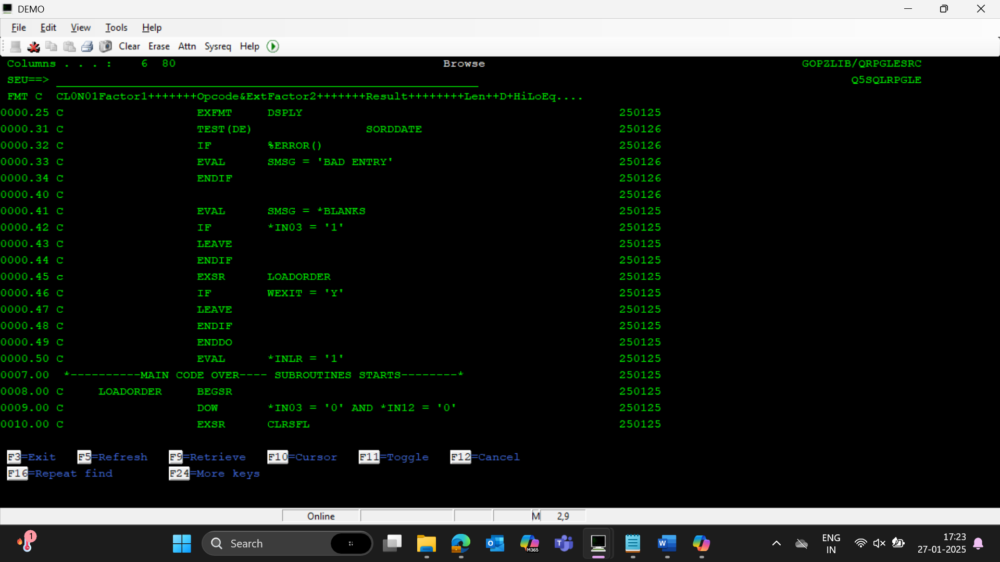 DEMO
File Edit View Tools Help
Clear Erase Attn Sysreq Help
Columns . . . :    6  80                                      Browse                                             GOPZLIB/QRPGLESRC
SEU==>                                                                                                                  Q5SQLRPGLE
FMT C  CL0N01Factor1+++++++Opcode&ExtFactor2+++++++Result++++++++Len++D+HiLoEq....
0000.25 C                   EXFMT     DSPLY                                             250125
0000.31 C                   TEST(DE)                SORDDATE                            250126
0000.32 C                   IF        %ERROR()                                          250126
0000.33 C                   EVAL      SMSG = 'BAD ENTRY'                                250126
0000.34 C                   ENDIF                                                       250126
0000.40 C                                                                               250126
0000.41 C                   EVAL      SMSG = *BLANKS                                    250125
0000.42 C                   IF        *IN03 = '1'                                       250125
0000.43 C                   LEAVE                                                       250125
0000.44 C                   ENDIF                                                       250125
0000.45 c                   EXSR      LOADORDER                                         250125
0000.46 C                   IF        WEXIT = 'Y'                                       250125
0000.47 C                   LEAVE                                                       250125
0000.48 C                   ENDIF                                                       250125
0000.49 C                   ENDDO                                                       250125
0000.50 C                   EVAL      *INLR = '1'                                       250125
0007.00  *----------MAIN CODE OVER---- SUBROUTINES STARTS--------*                      250125
0008.00 C     LOADORDER     BEGSR                                                       250125
0009.00 C                   DOW       *IN03 = '0' AND *IN12 = '0'                       250125
0010.00 C                   EXSR      CLRSFL                                            250125
F3=Exit   F5=Refresh   F9=Retrieve   F10=Cursor   F11=Toggle   F12=Cancel
F16=Repeat find        F24=More keys
Online M 2,9
1 Search M365 ENG 17:23
IN 27-01-2025